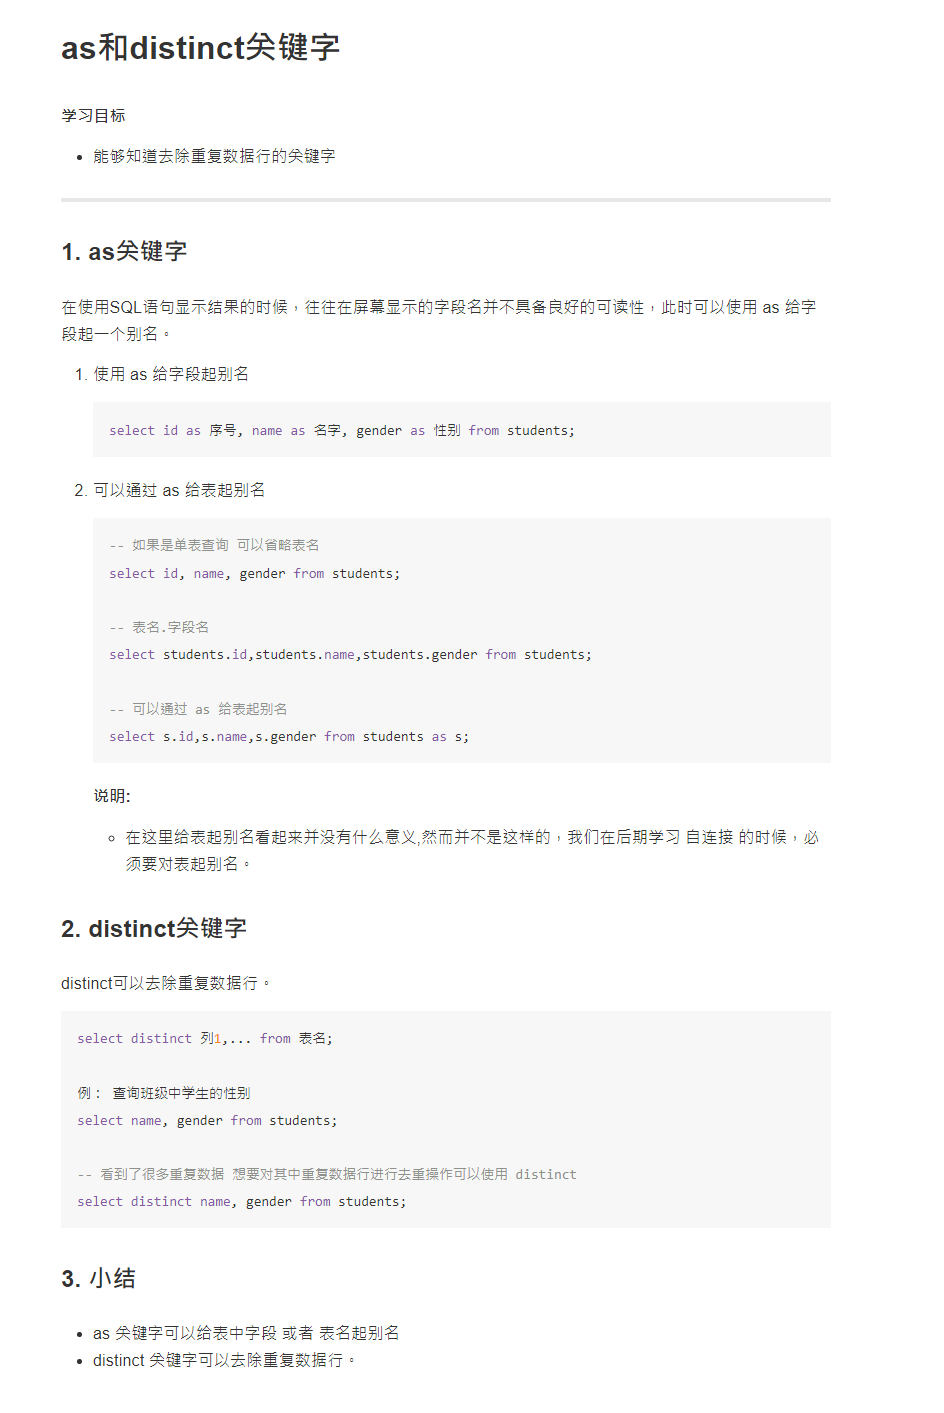 as和distinct关键字
学习目标
• 能够知道去除重复数据行的关键字
1. as关键字
在使用SQL语句显示结果的时候，往往在屏幕显示的字段名并不具备良好的可读性，此时可以使用 as 给字
段起一个别名。
1. 使用 as 给字段起别名
select id as 序号, name as 名字, gender as 性别 from students;
2. 可以通过 as 给表起别名
-- 如果是单表查询 可以省略表名
select id, name, gender from students;
-- 表名.字段名
select students.id,students.name,students.gender from students;
-- 可以通过 as 给表起别名
select s.id,s.name,s.gender from students as s;
说明:
◦ 在这里给表起别名看起来并没有什么意义,然而并不是这样的，我们在后期学习 自连接 的时候，必
须要对表起别名。
2. distinct关键字
distinct可以去除重复数据行。
select distinct 列1,... from 表名;
例： 查询班级中学生的性别
select name, gender from students;
-- 看到了很多重复数据 想要对其中重复数据行进行去重操作可以使用 distinct
select distinct name, gender from students;
3. 小结
• as 关键字可以给表中字段 或者 表名起别名
• distinct 关键字可以去除重复数据行。